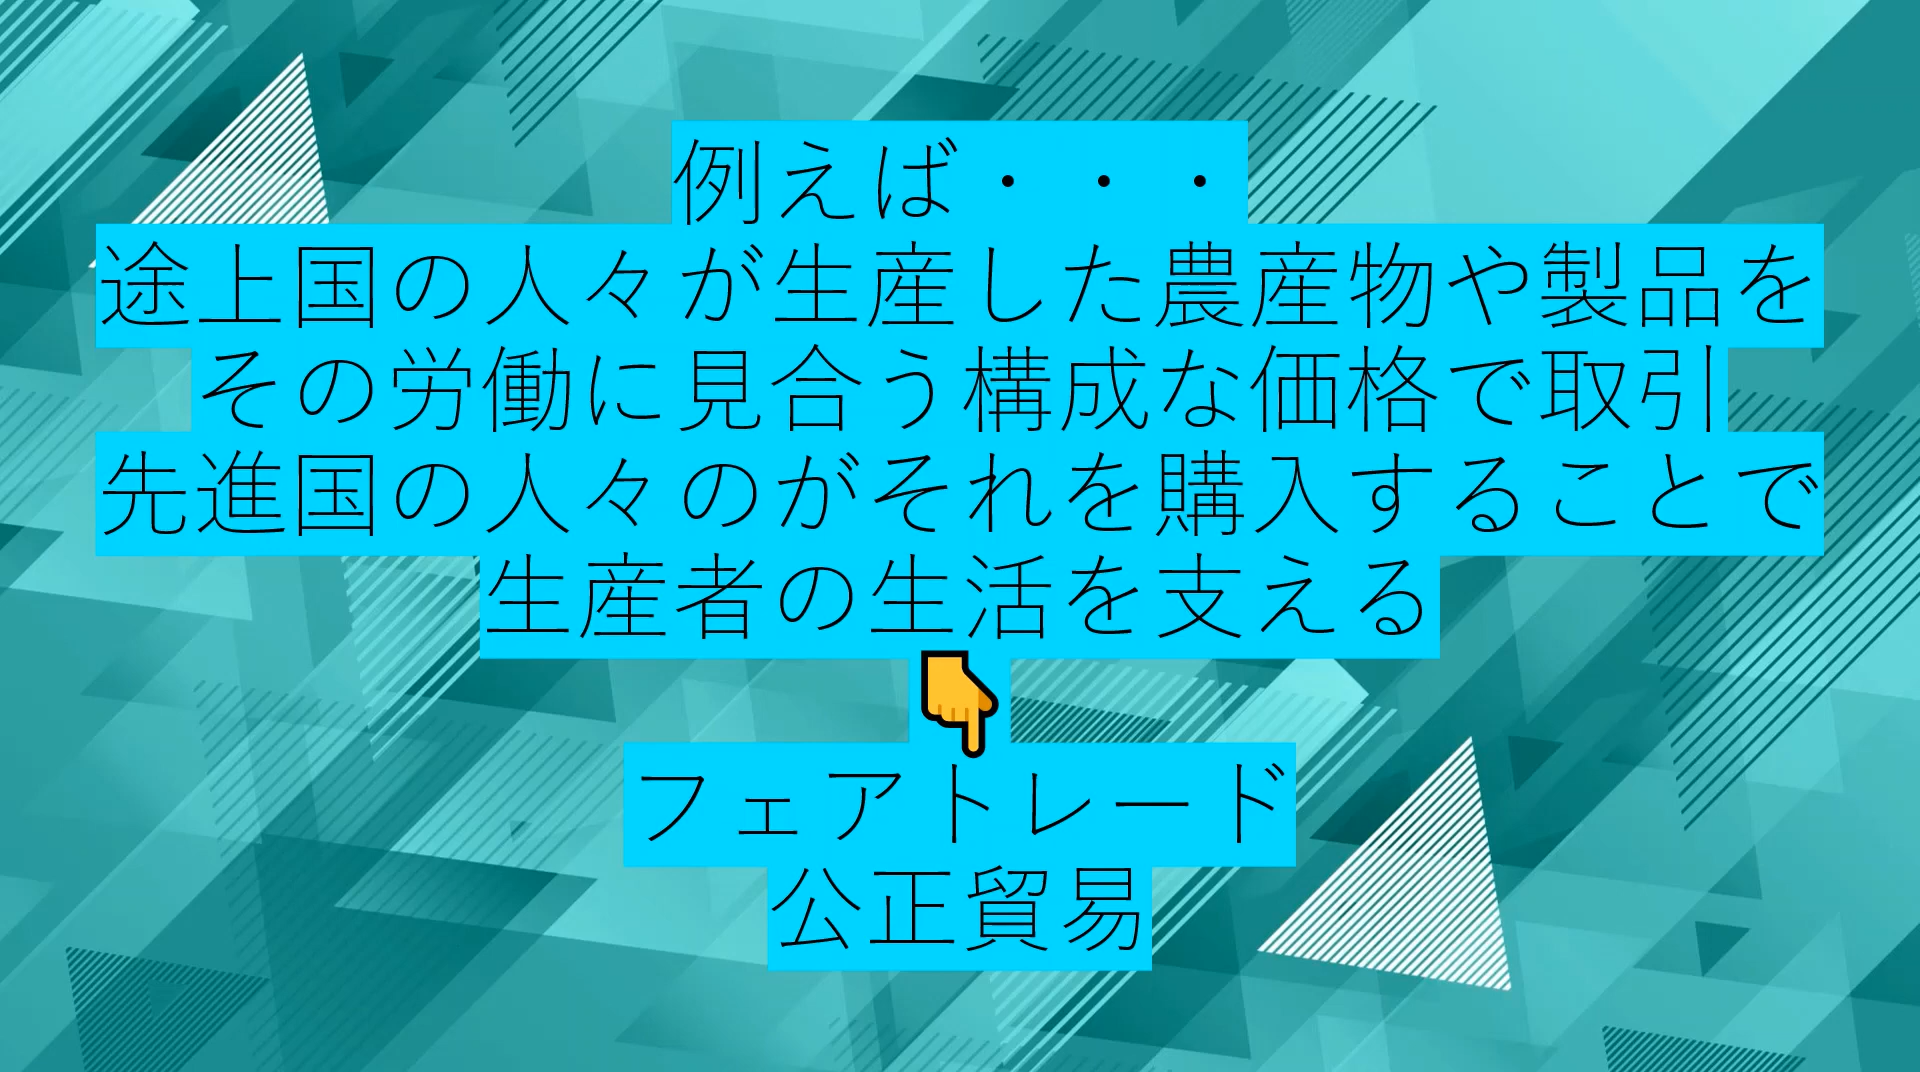 例えば・・・
途上国の人々が生産した農産物や製品を
その労働に見合う構成な価格で取引
先進国の人々のがそれを購入することで
生産者の生活を支える
👇
フェアトレード
公正貿易